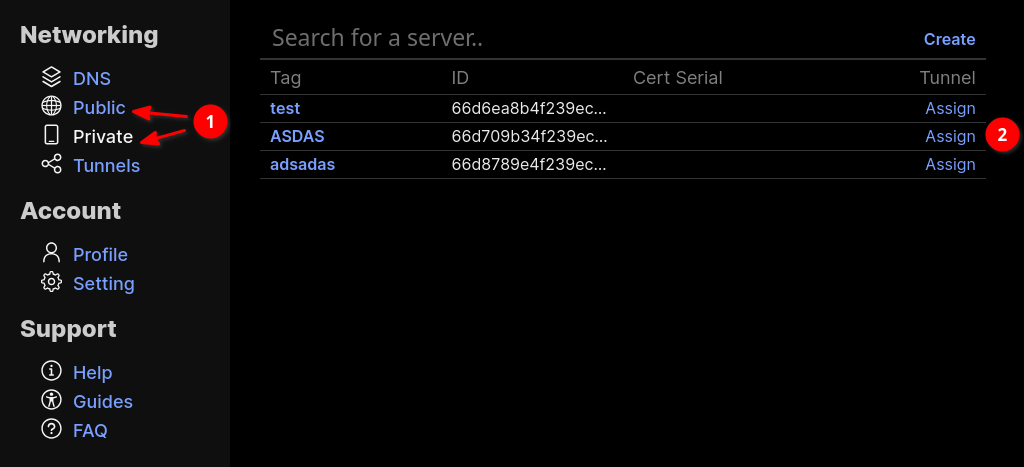 Networking
DNS
Public
Private
Tunnels
1
Account
Profile
Setting
Support
Help
Guides
FAQ
Search for a server..
Create
Tag ID Cert Serial Tunnel
test 66d6ea8b4f239ec... Assign
ASDAS 66d709b34f239ec... Assign
2
adsadas 66d8789e4f239ec... Assign